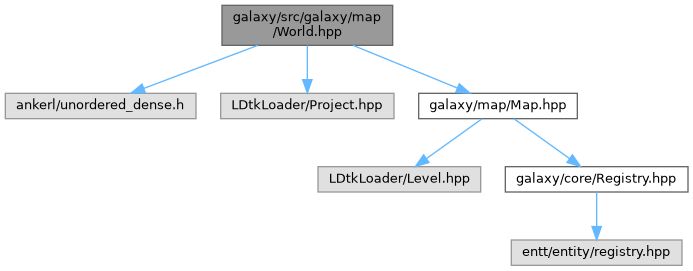 galaxy/src/galaxy/map
/World.hpp
ankerl/unordered_dense.h
LDtkLoader/Project.hpp
galaxy/map/Map.hpp
LDtkLoader/Level.hpp
galaxy/core/Registry.hpp
entt/entity/registry.hpp